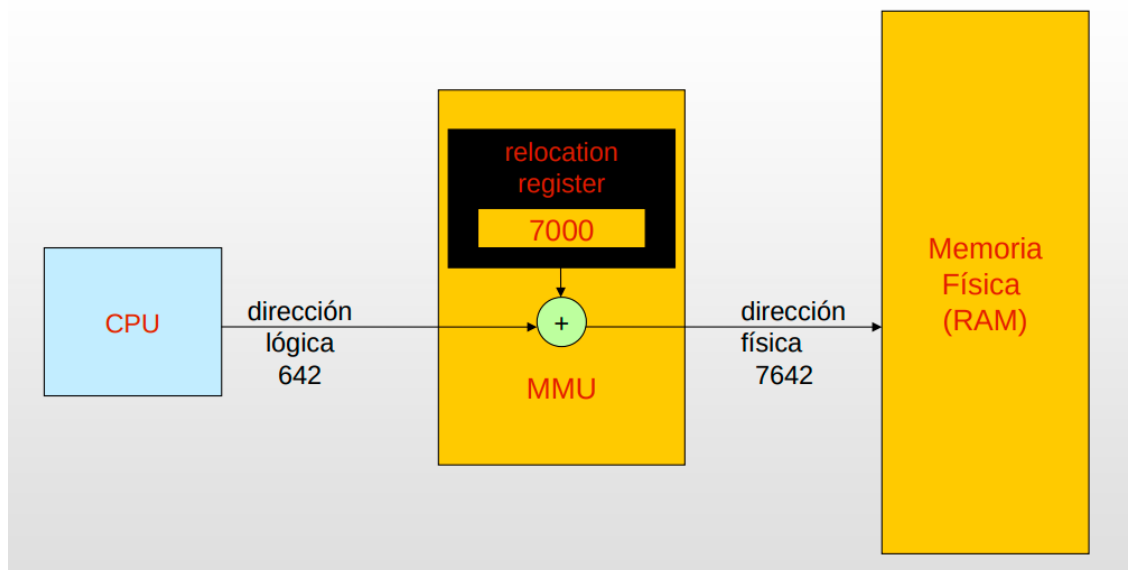 relocation
register
7000
CPU
dirección
lógica
642
+
MMU
dirección
física
7642
Memoria
Física
(RAM)